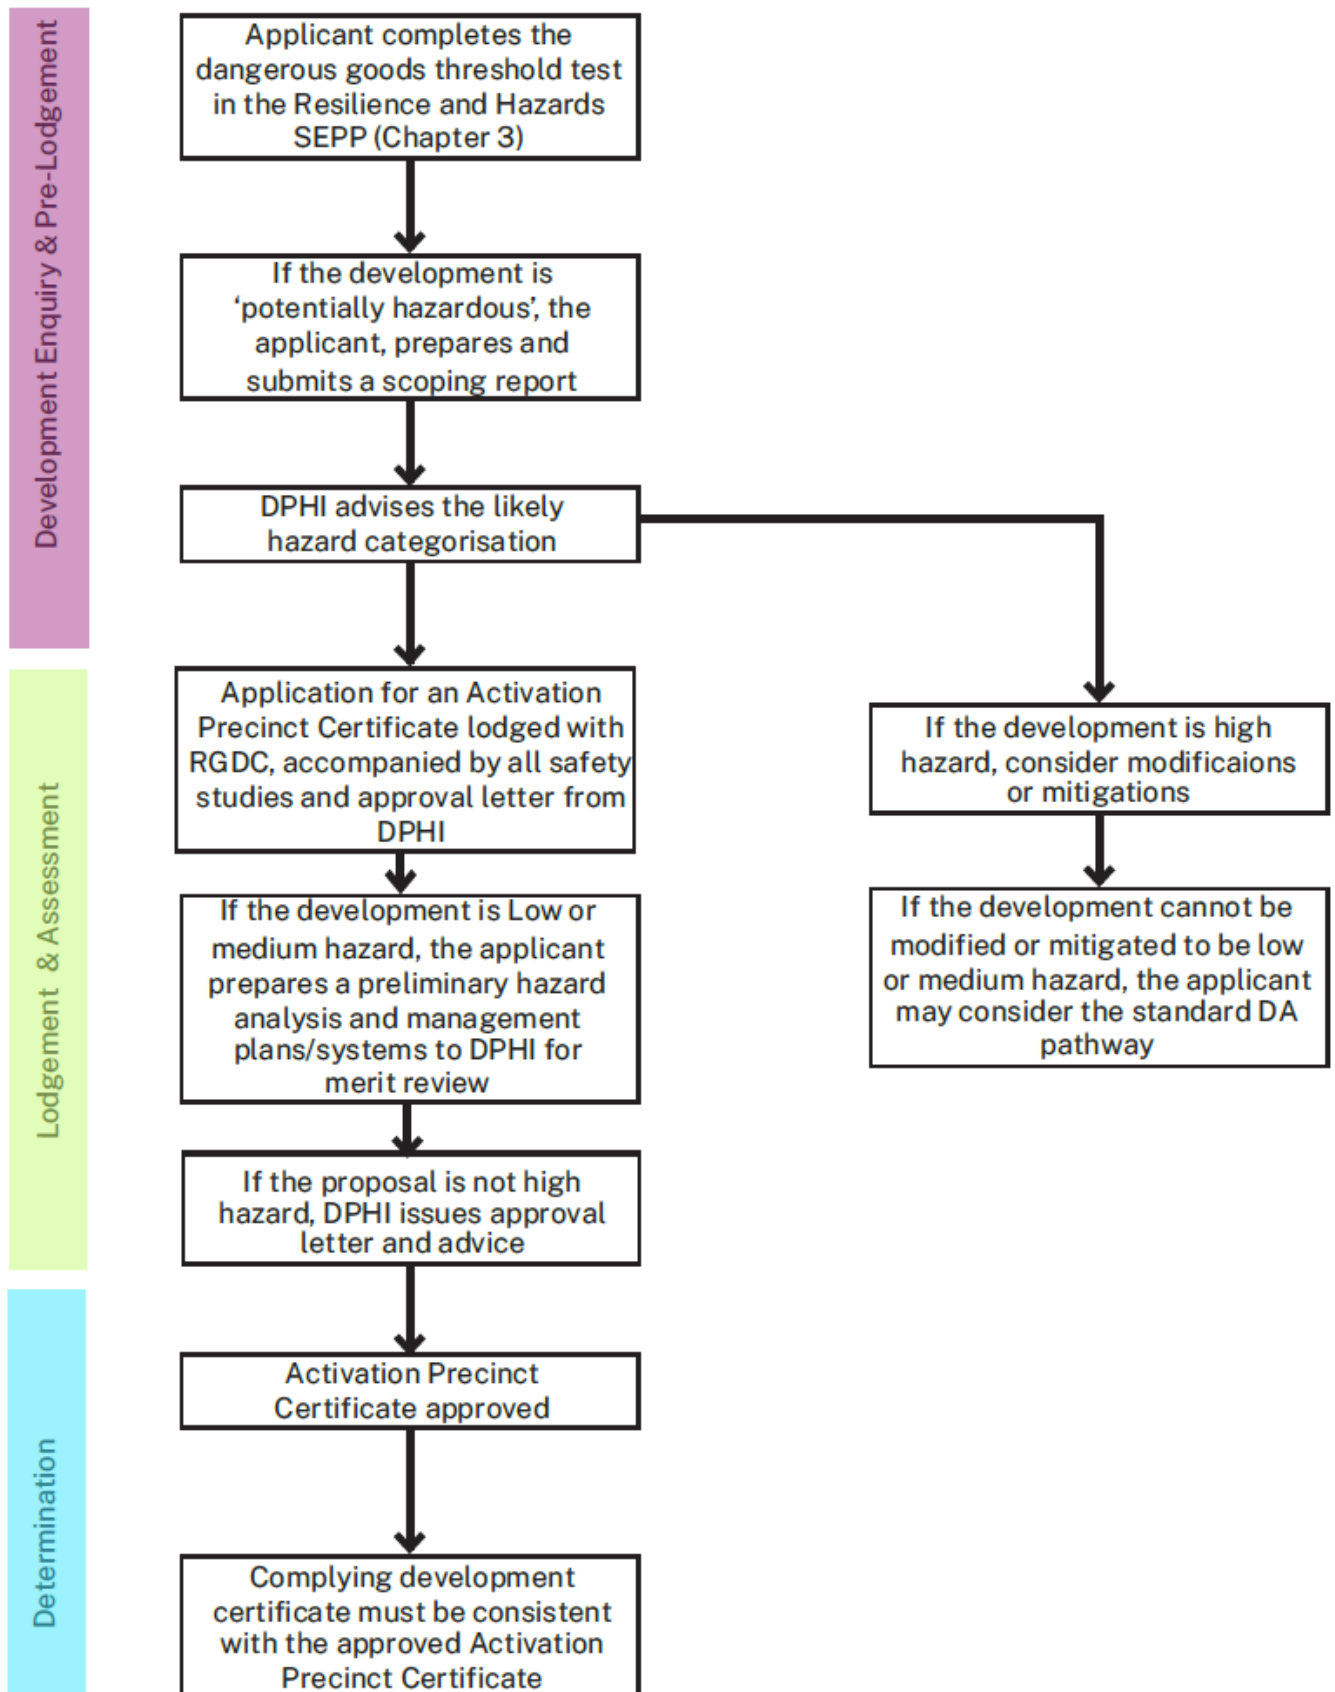 Development Enquiry & Pre-Lodgement
Applicant completes the
dangerous goods threshold test
in the Resilience and Hazards
SEPP (Chapter 3)
If the development is
‘potentially hazardous’, the
applicant, prepares and
submits a scoping report
DPHI advises the likely
hazard categorisation
Lodgement & Assessment
Application for an Activation
Precinct Certificate lodged with
RGDC, accompanied by all safety
studies and approval letter from
DPHI
If the development is Low or
medium hazard, the applicant
prepares a preliminary hazard
analysis and management
plans/systems to DPHI for
merit review
If the proposal is not high
hazard, DPHI issues approval
letter and advice
If the development is high
hazard, consider modificaions
or mitigations
If the development cannot be
modified or mitigated to be low
or medium hazard, the applicant
may consider the standard DA
pathway
Determination
Activation Precinct
Certificate approved
Complying development
certificate must be consistent
with the approved Activation
Precinct Certificate